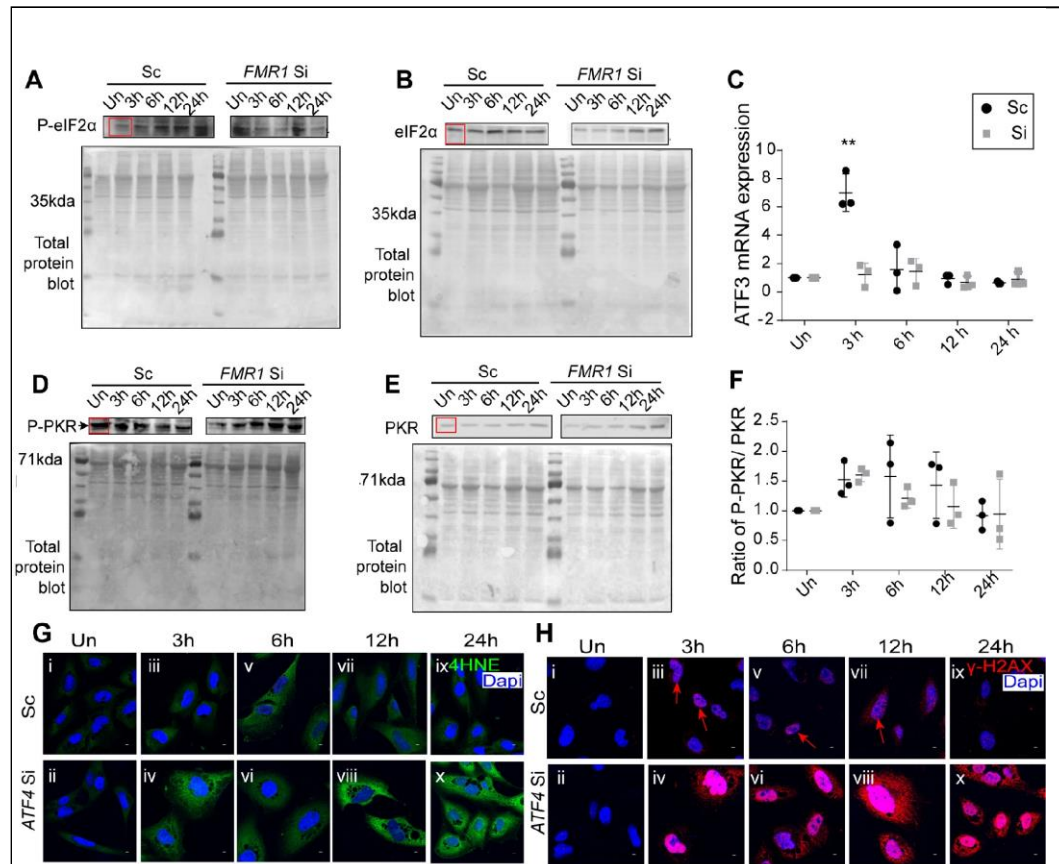 A
Sc
FMR1 Si
Un 3h 6h 12h 24h
Un 3h 6h 12h 24h
P-eIF2α
35kda
Total
protein
blot
B
Sc
FMR1 Si
Un 3h 6h 12h 24h
Un 3h 6h 12h 24h
eIF2α
35kda
Total
protein
blot
C
Sc
Si
**
ATF3 mRNA expression
10
8
6
4
2
0
-2
Un 3h 6h 12h 24h
D
Sc
FMR1 Si
Un 3h 6h 12h 24h
Un 3h 6h 12h 24h
P-PKR
71kda
Total
protein
blot
E
Sc
FMR1 Si
Un 3h 6h 12h 24h
Un 3h 6h 12h 24h
PKR
71kda
Total
protein
blot
F
Ratio of P-PKR/ PKR
2.5
2.0
1.5
1.0
0.5
0.0
Un 3h 6h 12h 24h
G
Un 3h 6h 12h 24h
Sc
i iii v vii ix 4HNE
Dapi
ATF4 Si
ii iv vi viii x
H
Un 3h 6h 12h 24h
Sc
i iii v vii ix γ-H2AX
Dapi
ATF4 Si
ii iv vi viii x